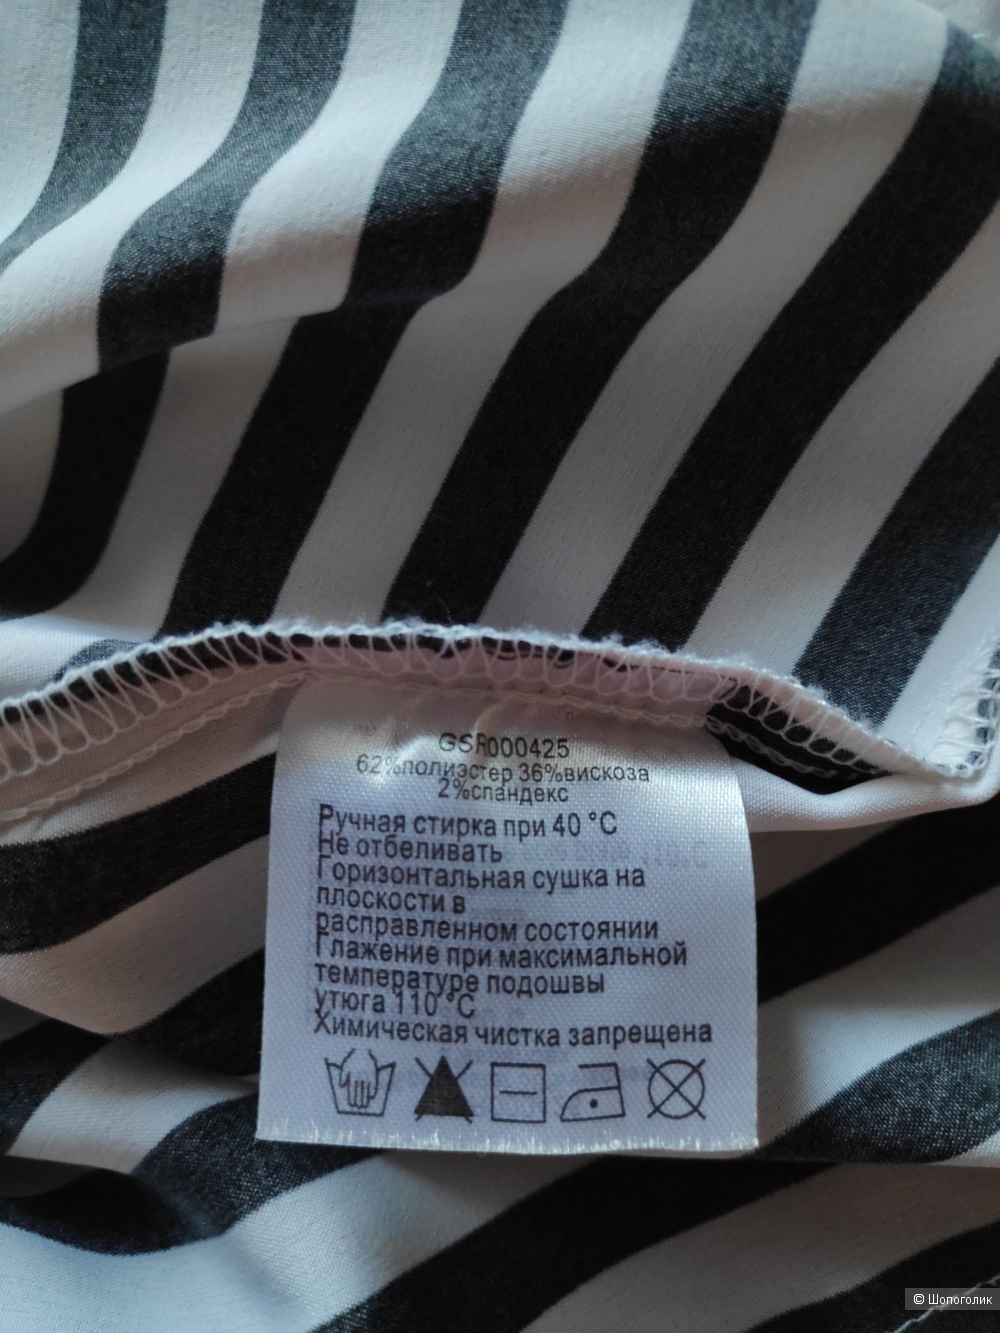 GSR000425
62%полиэстер 36%вискоза
2%спандекс
Ручная стирка при 40 °C
Не отбеливать
Горизонтальная сушка на
плоскости в
расправленном состоянии
Глажение при максимальной
температуре подошвы
утюга 110 °C
Химическая чистка запрещена
© Шопоголик